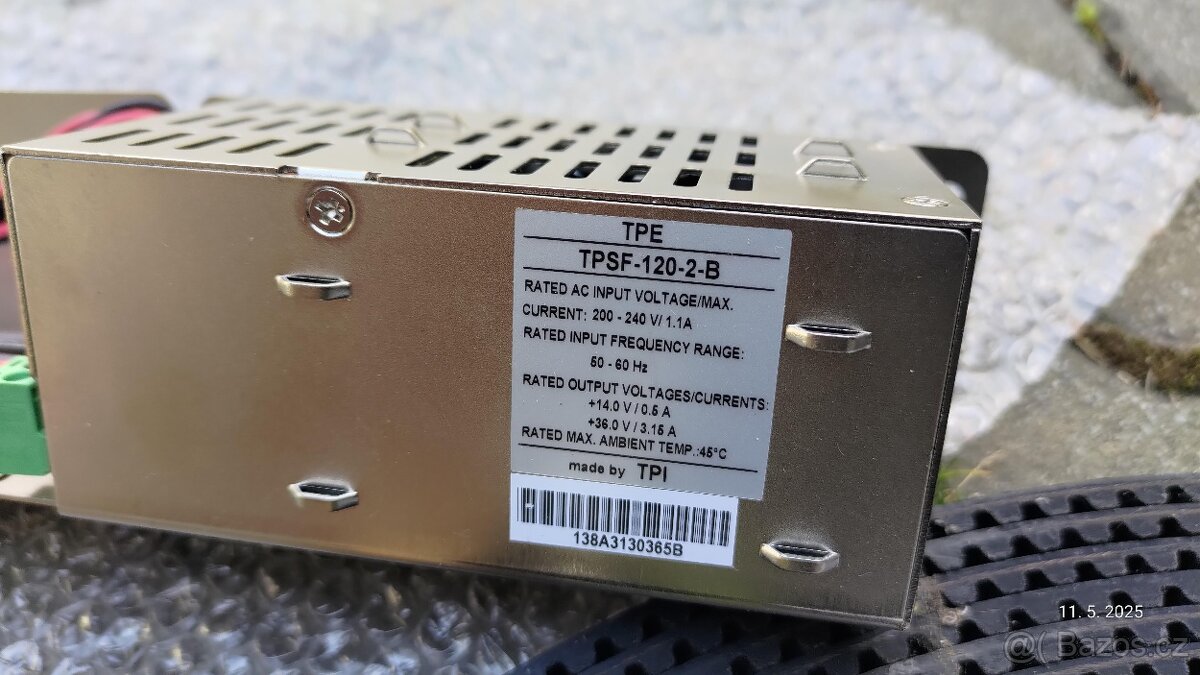 TPE
TPSF-120-2-B
RATED AC INPUT VOLTAGE/MAX.
CURRENT: 200 - 240 V/ 1.1A
RATED INPUT FREQUENCY RANGE:
50 - 60 Hz
RATED OUTPUT VOLTAGES/CURRENTS:
+14.0 V / 0.5 A
+36.0 V / 3.15 A
RATED MAX. AMBIENT TEMP.:45°C
made by TPI
H
138A3130365B
11. 5. 2025
@( Bazos.cz